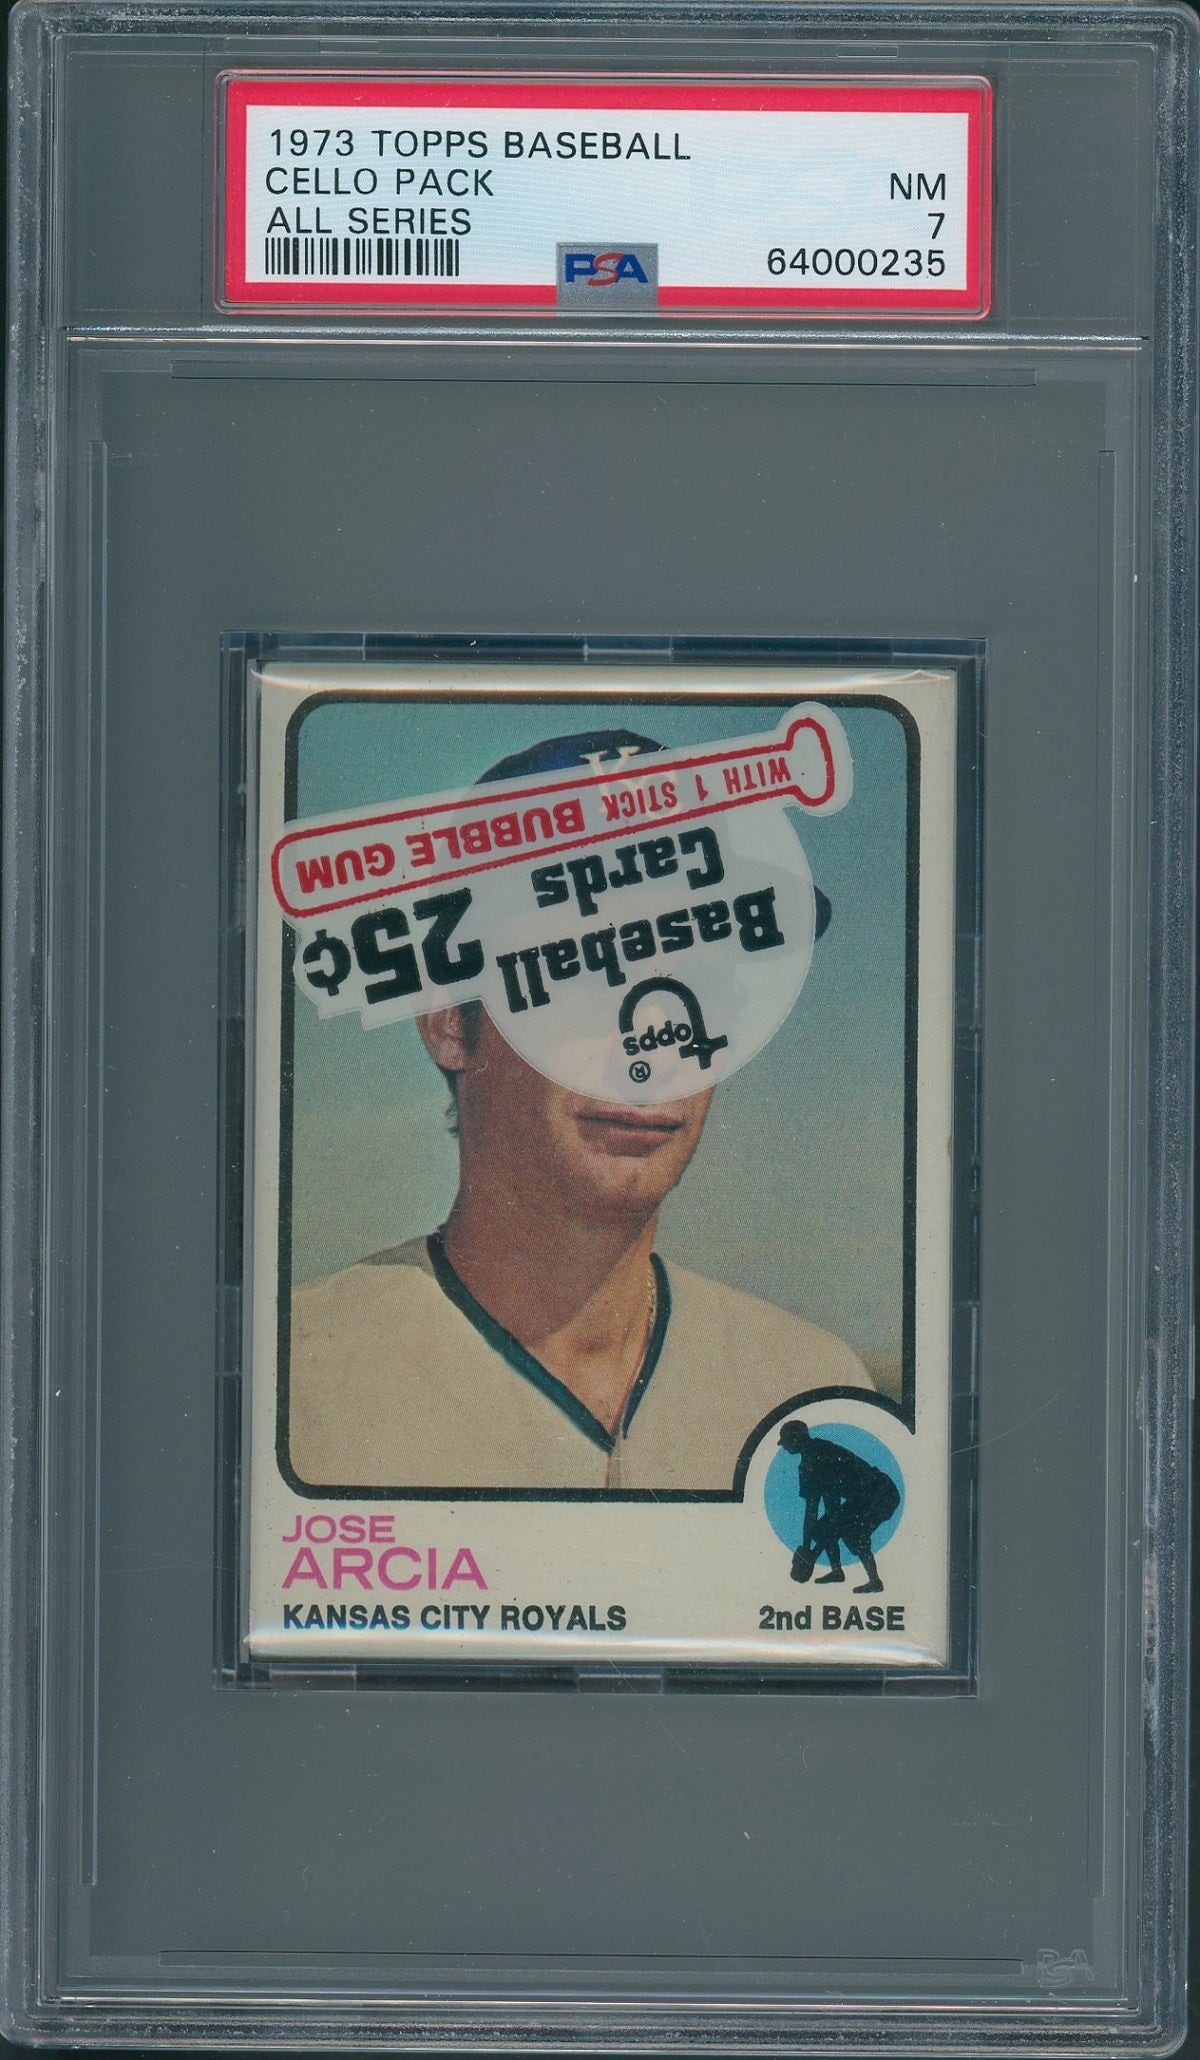 1973 TOPPS BASEBALL
CELLO PACK
ALL SERIES
NM
7
64000235
PSA
WITH 1 STICK BUBBLE GUM
Baseball
Cards
25¢
topps
®
JOSE
ARCIA
KANSAS CITY ROYALS
2nd BASE
PSA